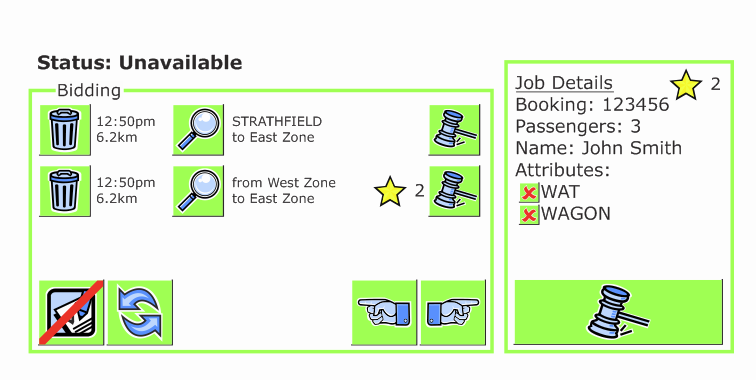 Status: Unavailable
Bidding
12:50pm
6.2km
STRATHFIELD
to East Zone
12:50pm
6.2km
from West Zone
to East Zone
2
Job Details
2
Booking: 123456
Passengers: 3
Name: John Smith
Attributes:
WAT
WAGON